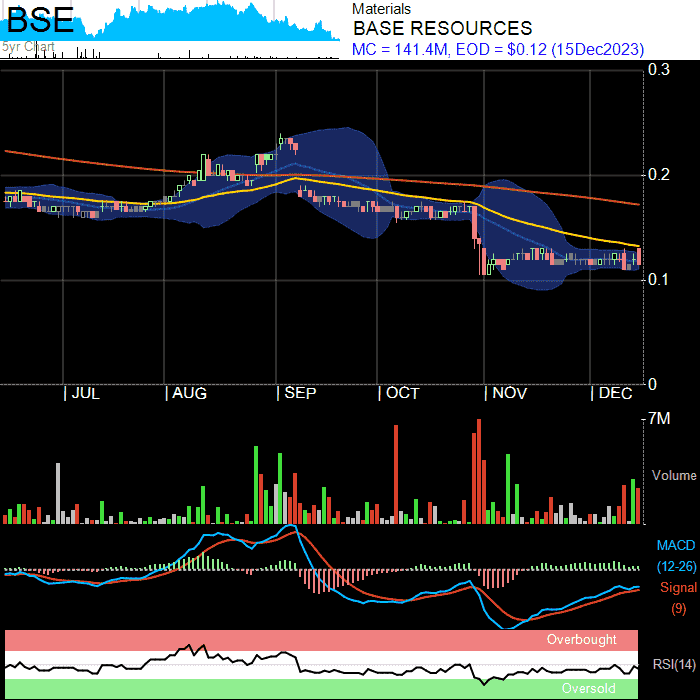 BSE
5yr Chart
Materials
BASE RESOURCES
MC = 141.4M, EOD = $0.12 (15Dec2023)
0.3
0.2
0.1
0
| JUL | AUG | SEP | OCT | NOV | DEC
7M
Volume
MACD
(12-26)
Signal
(9)
Overbought
RSI(14)
Oversold